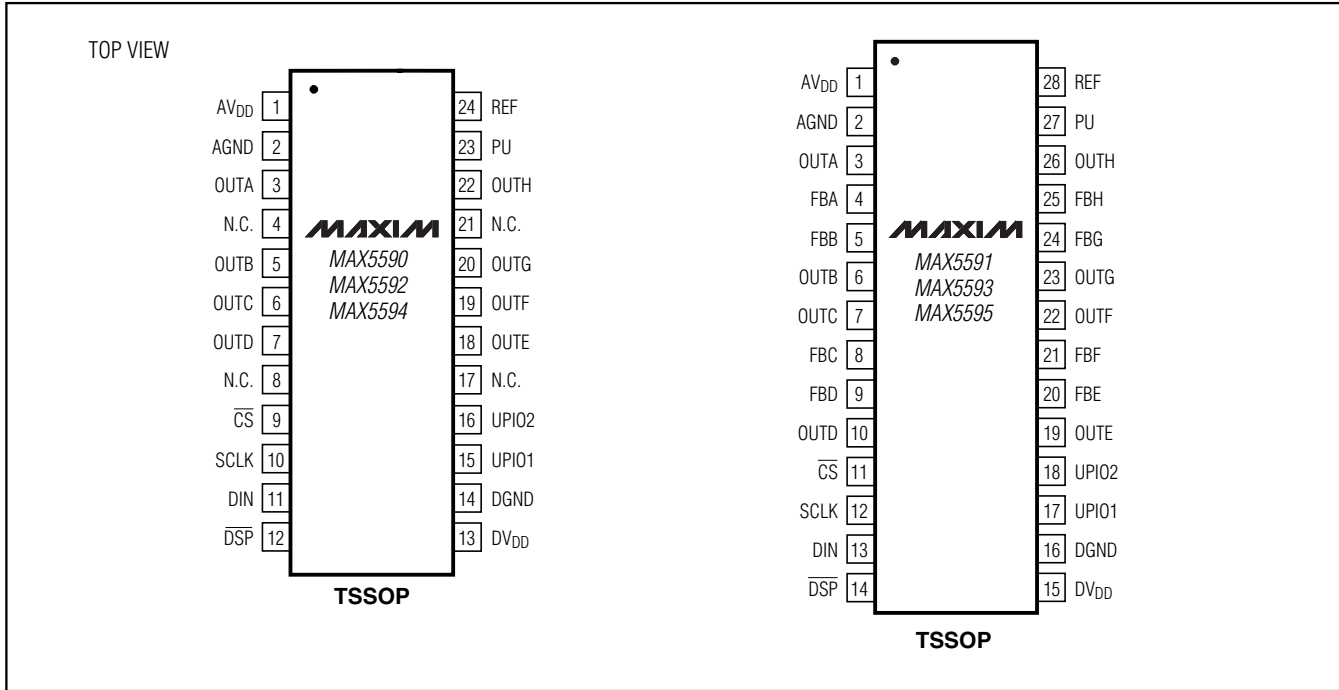 TOP VIEW
AVDD 1
AGND 2
OUTA 3
N.C. 4
OUTB 5
OUTC 6
OUTD 7
N.C. 8
CS 9
SCLK 10
DIN 11
DSP 12
MAXIM
MAX5590
MAX5592
MAX5594
24 REF
23 PU
22 OUTH
21 N.C.
20 OUTG
19 OUTF
18 OUTE
17 N.C.
16 UPIO2
15 UPIO1
14 DGND
13 DVDD
TSSOP
AVDD 1
AGND 2
OUTA 3
FBA 4
FBB 5
OUTB 6
OUTC 7
FBC 8
FBD 9
OUTD 10
CS 11
SCLK 12
DIN 13
DSP 14
MAXIM
MAX5591
MAX5593
MAX5595
28 REF
27 PU
26 OUTH
25 FBH
24 FBG
23 OUTG
22 OUTF
21 FBF
20 FBE
19 OUTE
18 UPIO2
17 UPIO1
16 DGND
15 DVDD
TSSOP